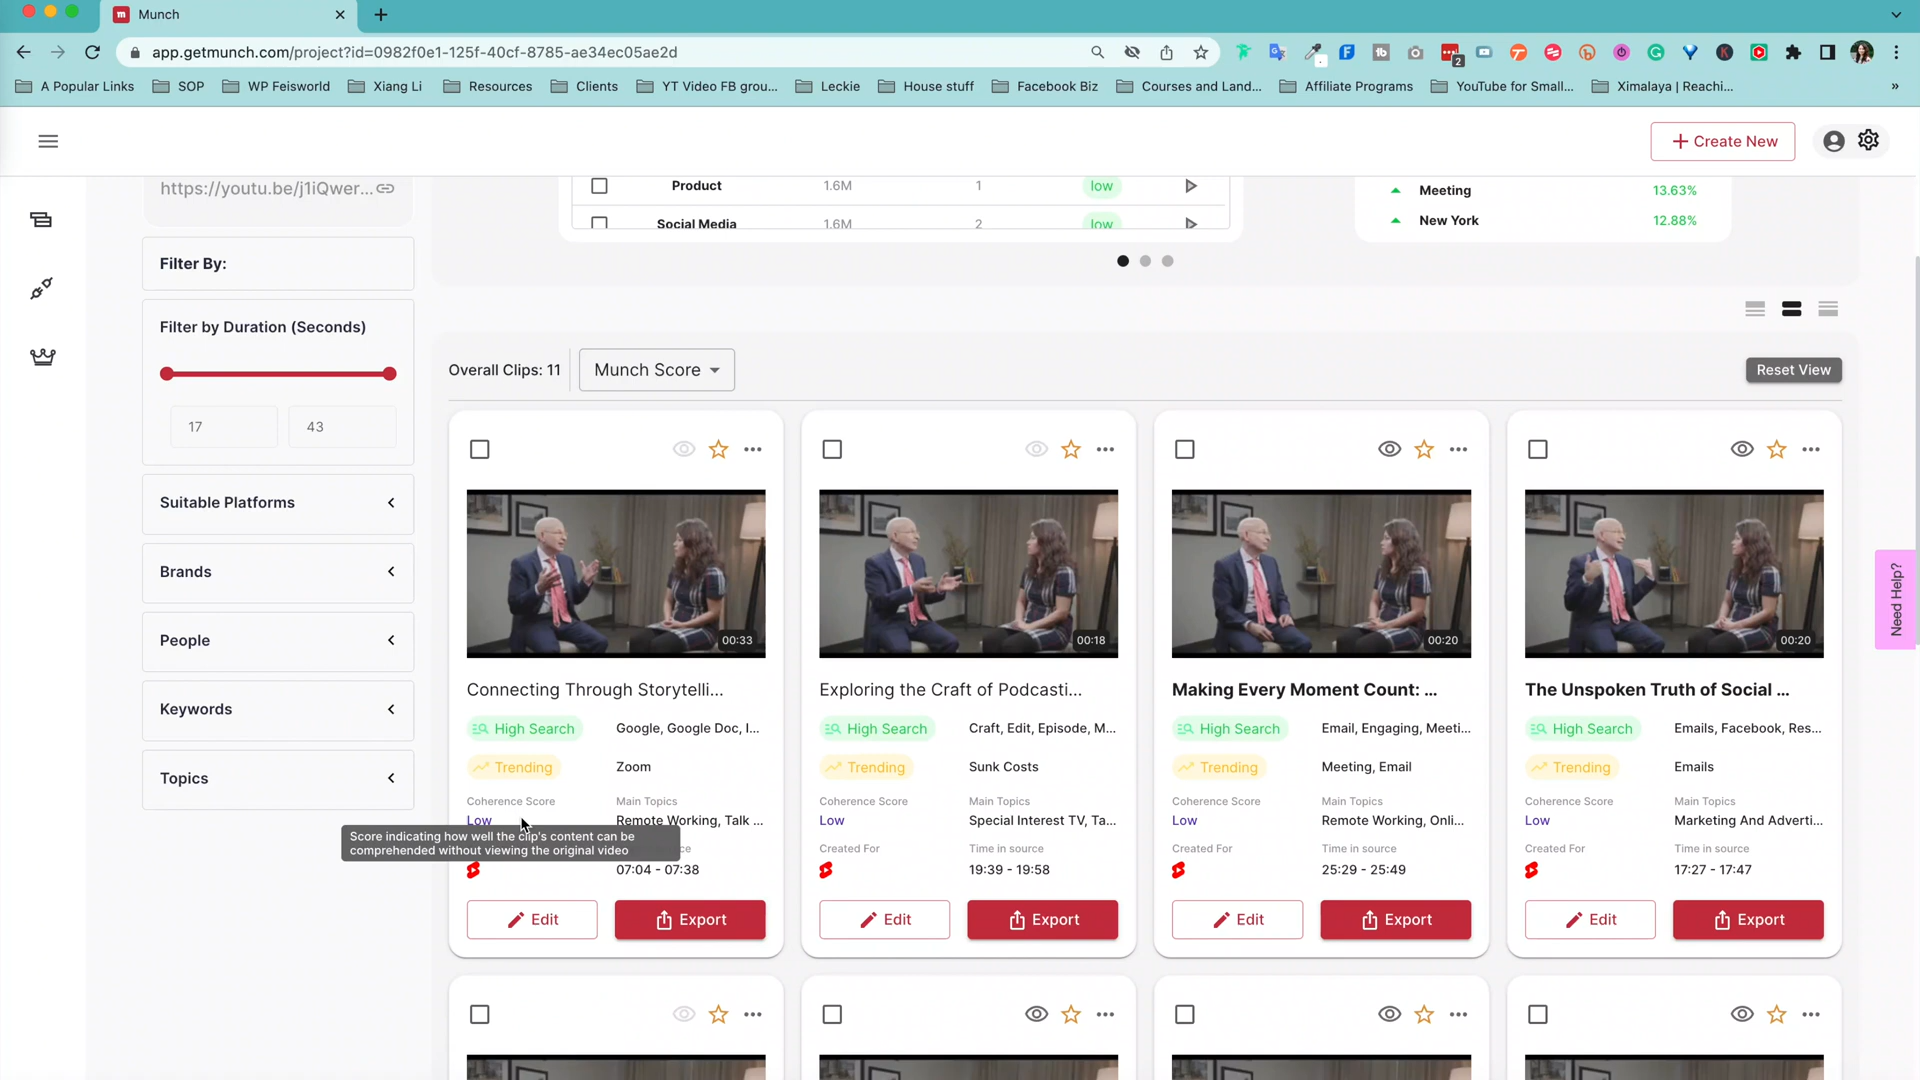 Munch
app.getmunch.com/project?id=0982f0e1-125f-40cf-8785-ae34ec05ae2d
2
A Popular Links
SOP
WP Feisworld
Xiang Li
Resources
Clients
YT Video FB grou...
Leckie
House stuff
Facebook Biz
Courses and Land...
Affiliate Programs
YouTube for Small...
Ximalaya | Reachi...
»
+ Create New
https://youtu.be/j1iQwer...
Product 1.6M 1 low
Social Media 1.6M 2 low
Meeting 13.63%
New York 12.88%
Filter By:
Filter by Duration (Seconds)
17 43
Suitable Platforms
Brands
People
Keywords
Topics
Overall Clips: 11
Munch Score
Reset View
Need Help?
00:33
Connecting Through Storytelli...
High Search Google, Google Doc, I...
Trending Zoom
Coherence Score Main Topics
Low Remote Working, Talk ...
Score indicating how well the clip's content can be
comprehended without viewing the original video
07:04 - 07:38
Edit Export
00:18
Exploring the Craft of Podcasti...
High Search Craft, Edit, Episode, M...
Trending Sunk Costs
Coherence Score Main Topics
Low Special Interest TV, Ta...
Created For Time in source
19:39 - 19:58
Edit Export
00:20
Making Every Moment Count: ...
High Search Email, Engaging, Meeti...
Trending Meeting, Email
Coherence Score Main Topics
Low Remote Working, Onli...
Created For Time in source
25:29 - 25:49
Edit Export
00:20
The Unspoken Truth of Social ...
High Search Emails, Facebook, Res...
Trending Emails
Coherence Score Main Topics
Low Marketing And Adverti...
Created For Time in source
17:27 - 17:47
Edit Export